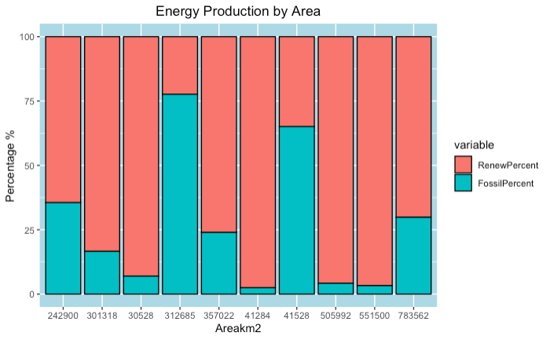 Energy Production by Area
Percentage %
100
75
50
25
0
242900 301318 30528 312685 357022 41284 41528 505992 551500 783562
Areakm2
variable
RenewPercent
FossilPercent